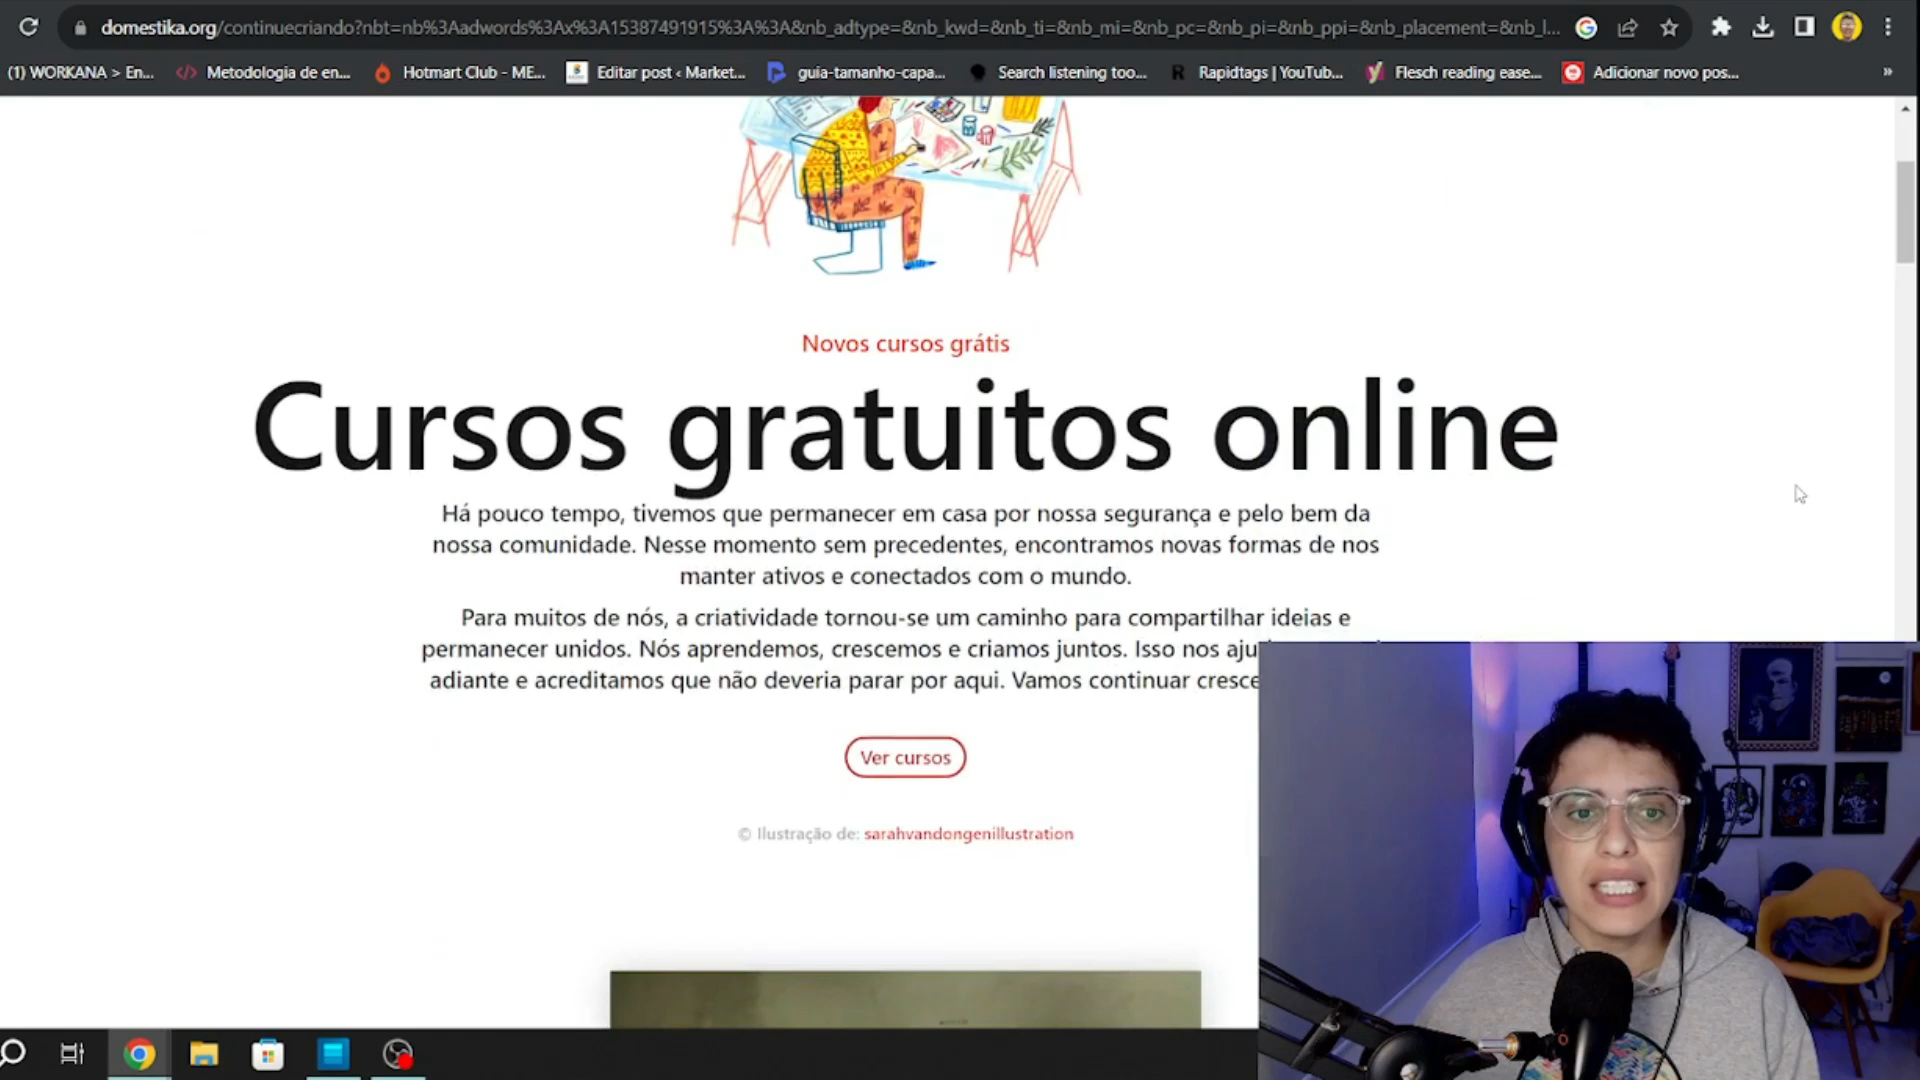 domestika.org/continuecriando?nbt=nb%3Aadwords%3Ax%3A15387491915%3A%3A&nb_adtype=&nb_kwd=&nb_ti=&nb_mi=&nb_pc=&nb_pi=&nb_ppi=&nb_placement=&nb_l...
(1) WORKANA > En... Metodologia de en... Hotmart Club - ME... Editar post ‹ Market... guia-tamanho-capa... Search listening too... Rapidtags | YouTub... Flesch reading ease... Adicionar novo pos... »
Novos cursos grátis
Cursos gratuitos online
Há pouco tempo, tivemos que permanecer em casa por nossa segurança e pelo bem da
nossa comunidade. Nesse momento sem precedentes, encontramos novas formas de nos
manter ativos e conectados com o mundo.
Para muitos de nós, a criatividade tornou-se um caminho para compartilhar ideias e
permanecer unidos. Nós aprendemos, crescemos e criamos juntos. Isso nos aju
adiante e acreditamos que não deveria parar por aqui. Vamos continuar cresce
Ver cursos
© Ilustração de: sarahvandongenillustration